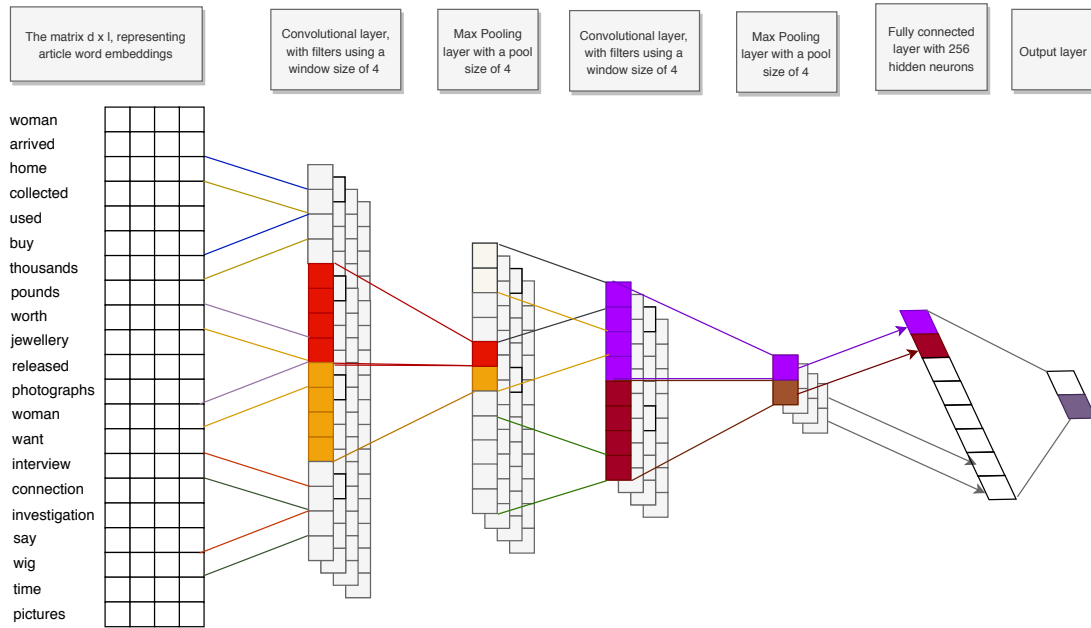 The matrix d x l, representing
article word embeddings
Convolutional layer,
with filters using a
window size of 4
Max Pooling
layer with a pool
size of 4
Convolutional layer,
with filters using a
window size of 4
Max Pooling
layer with a pool
size of 4
Fully connected
layer with 256
hidden neurons
Output layer
woman
arrived
home
collected
used
buy
thousands
pounds
worth
jewellery
released
photographs
woman
want
interview
connection
investigation
say
wig
time
pictures